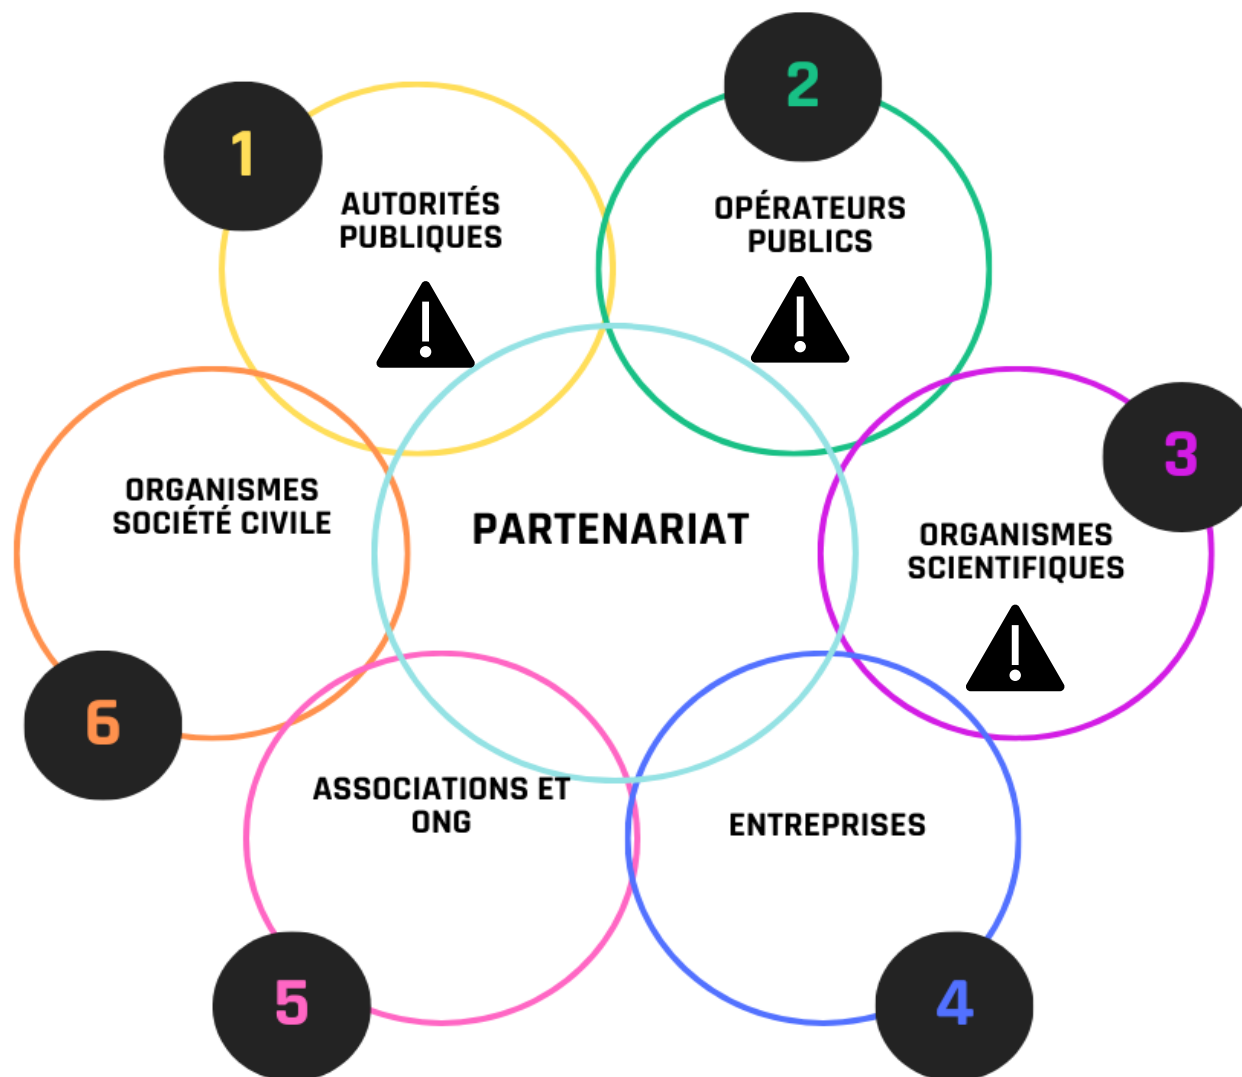 1
AUTORITÉS
PUBLIQUES
2
OPÉRATEURS
PUBLICS
3
ORGANISMES
SCIENTIFIQUES
PARTENARIAT
ORGANISMES
SOCIÉTÉ CIVILE
6
ASSOCIATIONS ET
ONG
5
ENTREPRISES
4